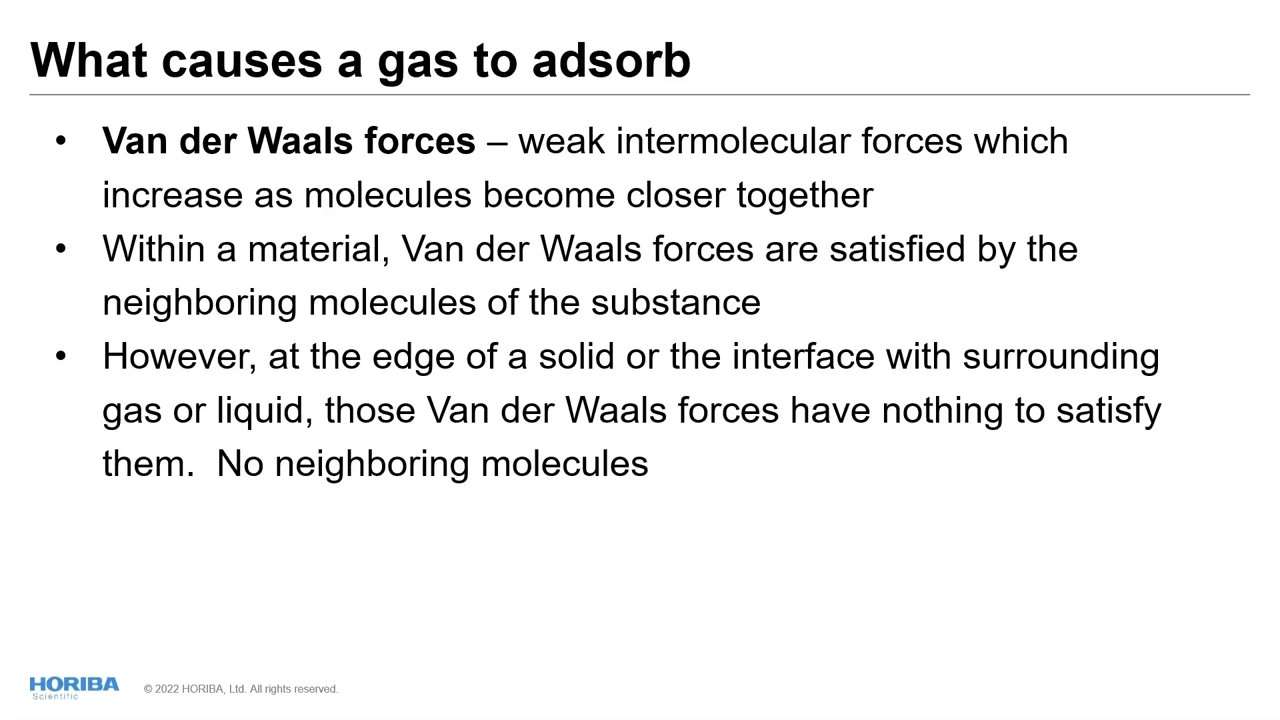 What causes a gas to adsorb
• Van der Waals forces – weak intermolecular forces which
increase as molecules become closer together
• Within a material, Van der Waals forces are satisfied by the
neighboring molecules of the substance
• However, at the edge of a solid or the interface with surrounding
gas or liquid, those Van der Waals forces have nothing to satisfy
them.  No neighboring molecules
HORIBA
Scientific
© 2022 HORIBA, Ltd. All rights reserved.